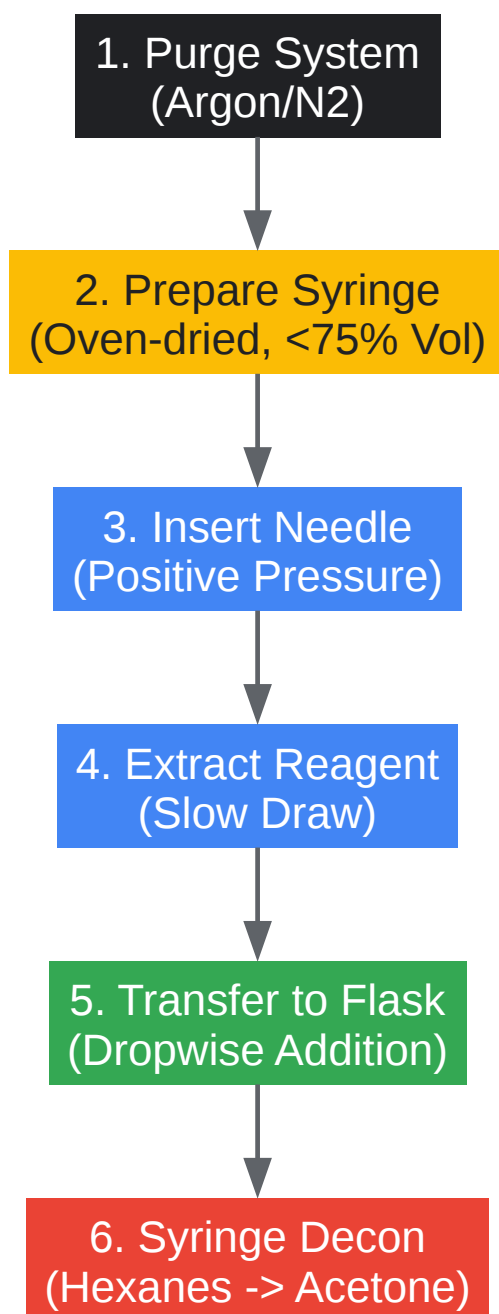 1. Purge System
(Argon/N2)
2. Prepare Syringe
(Oven-dried, <75% Vol)
3. Insert Needle
(Positive Pressure)
4. Extract Reagent
(Slow Draw)
5. Transfer to Flask
(Dropwise Addition)
6. Syringe Decon
(Hexanes -> Acetone)